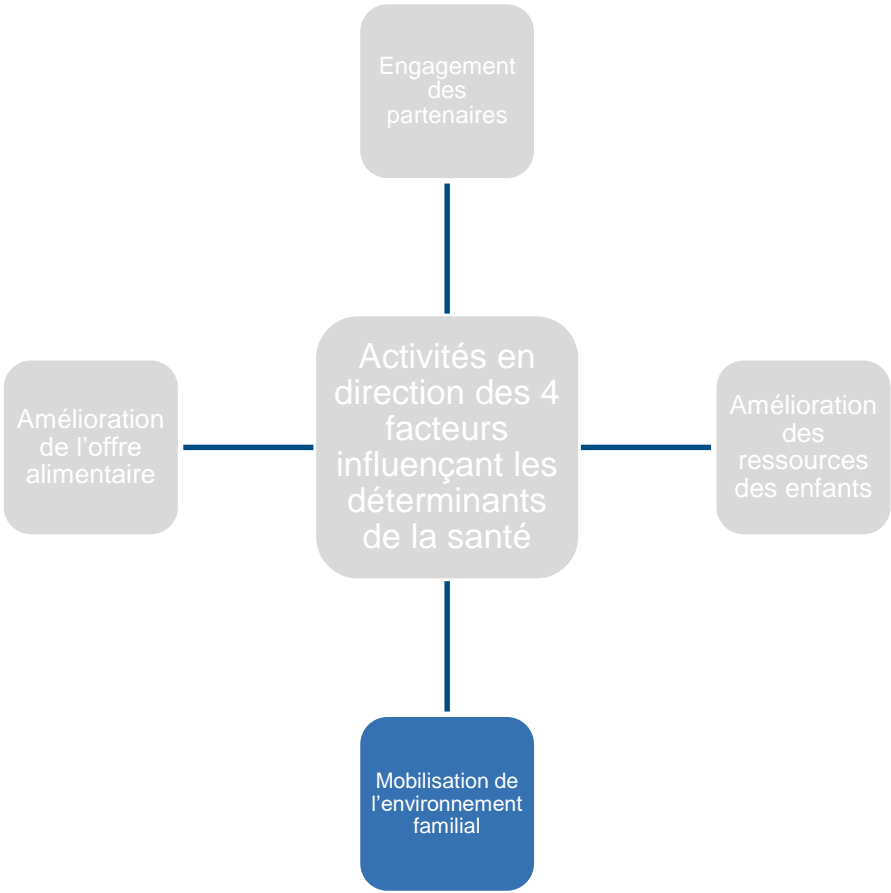 Engagement
des
partenaires
Activités en
direction des 4
facteurs
influençant les
déterminants
de la santé
Amélioration
de l’offre
alimentaire
Amélioration
des
ressources
des enfants
Mobilisation de
l’environnement
familial